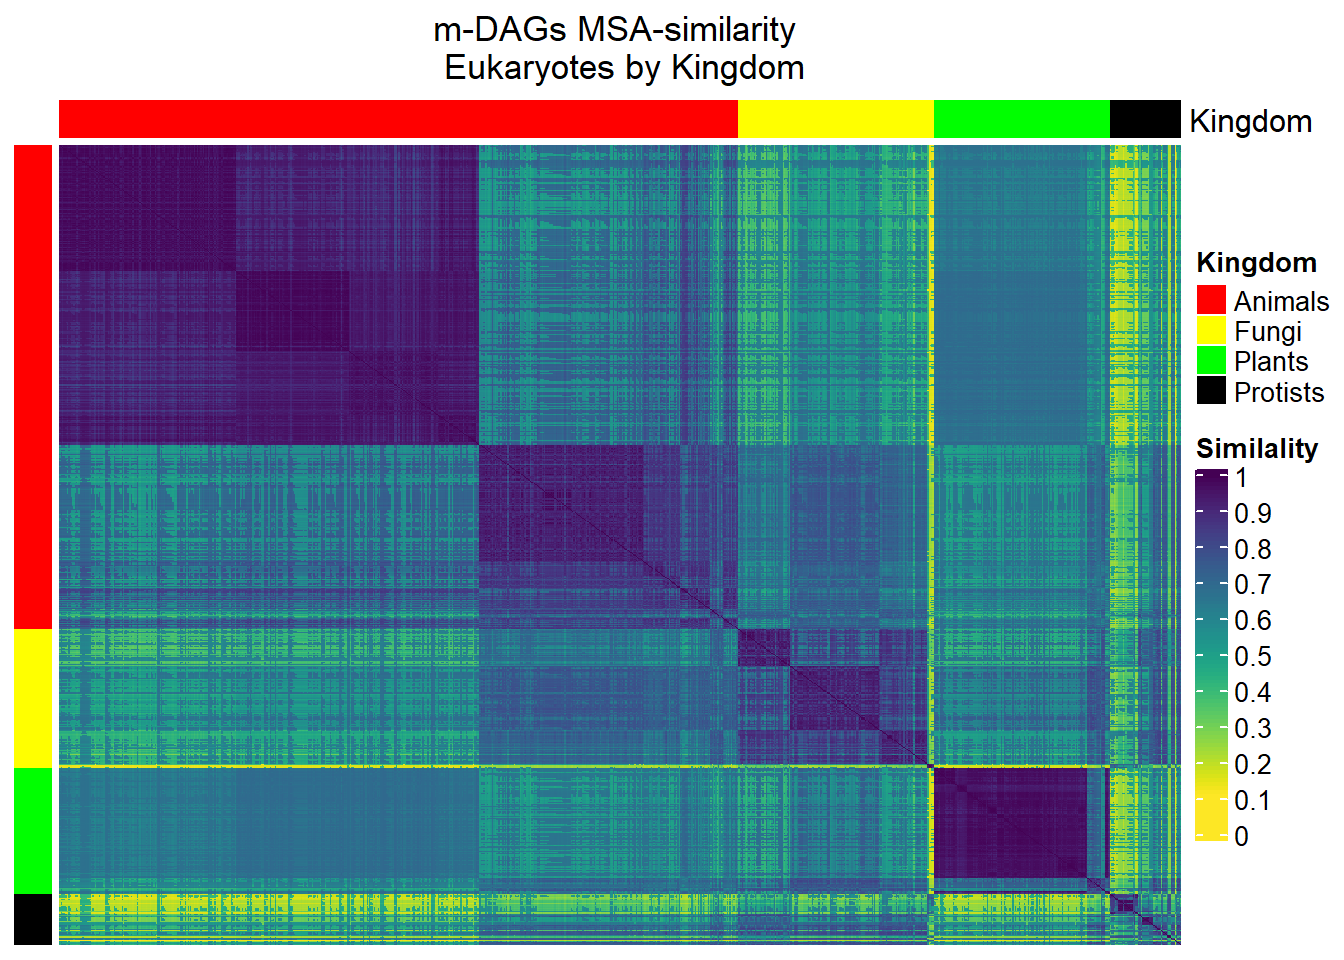 m-DAGs MSA-similarity
Eukaryotes by Kingdom
Kingdom
Kingdom
Animals
Fungi
Plants
Protists
Similality
1
0.9
0.8
0.7
0.6
0.5
0.4
0.3
0.2
0.1
0